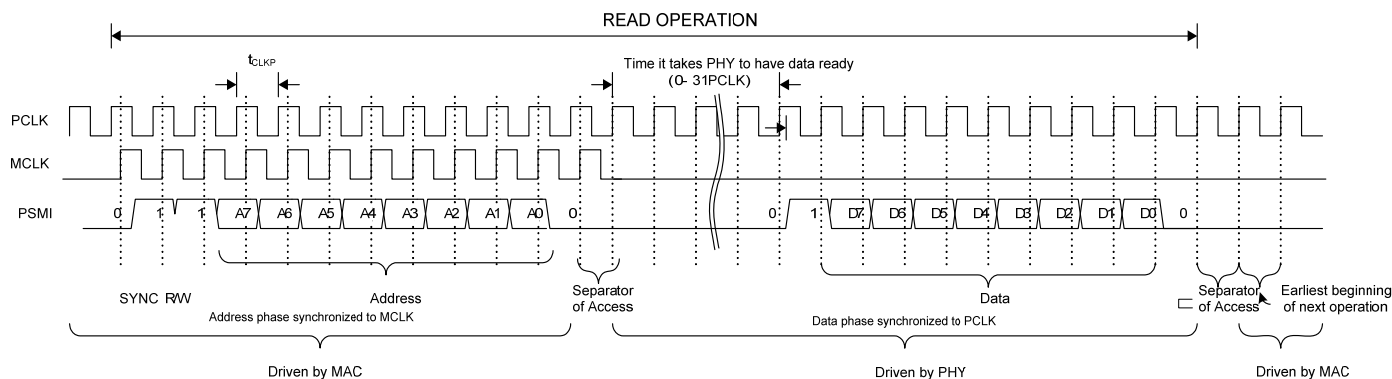 READ OPERATION
tCLKP
Time it takes PHY to have data ready
(0- 31PCLK)
PCLK
MCLK
PSMI
0 1 1 A7 A6 A5 A4 A3 A2 A1 A0 0 0 1 D7 D6 D5 D4 D3 D2 D1 D0 0
SYNC R/W
Address
Separator
of Access
Data
Separator
of Access
Earliest beginning
of next operation
Address phase synchronized to MCLK
Data phase synchronized to PCLK
Driven by MAC
Driven by PHY
Driven by MAC